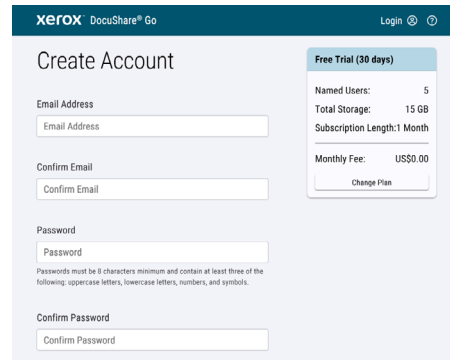 xerox™ DocuShare® Go
Login
Create Account
Email Address
Email Address
Confirm Email
Confirm Email
Password
Password
Passwords must be 8 characters minimum and contain at least three of the
following: uppercase letters, lowercase letters, numbers, and symbols.
Confirm Password
Confirm Password
Free Trial (30 days)
Named Users: 5
Total Storage: 15 GB
Subscription Length:1 Month
Monthly Fee: US$0.00
Change Plan